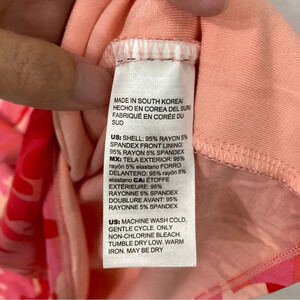 MADE IN SOUTH KOREA/
HECHO EN COREA DEL SUR/
FABRIQUÉ EN CORÉE DU
SUD
US: SHELL: 95% RAYON 5%
SPANDEX FRONT LINING:
95% RAYON 5% SPANDEX
MX: TELA EXTERIOR: 95%
rayón 5% elastano FORRO
DELANTERO: 95% rayón 5%
elastano CA: ÉTOFFE
EXTÉRIEURE: 95%
RAYONNE 5% SPANDEX
DOUBLURE AVANT: 95%
RAYONNE 5% SPANDEX
US: MACHINE WASH COLD,
GENTLE CYCLE. ONLY
NON-CHLORINE BLEACH.
TUMBLE DRY LOW. WARM
IRON. MAY BE DRY